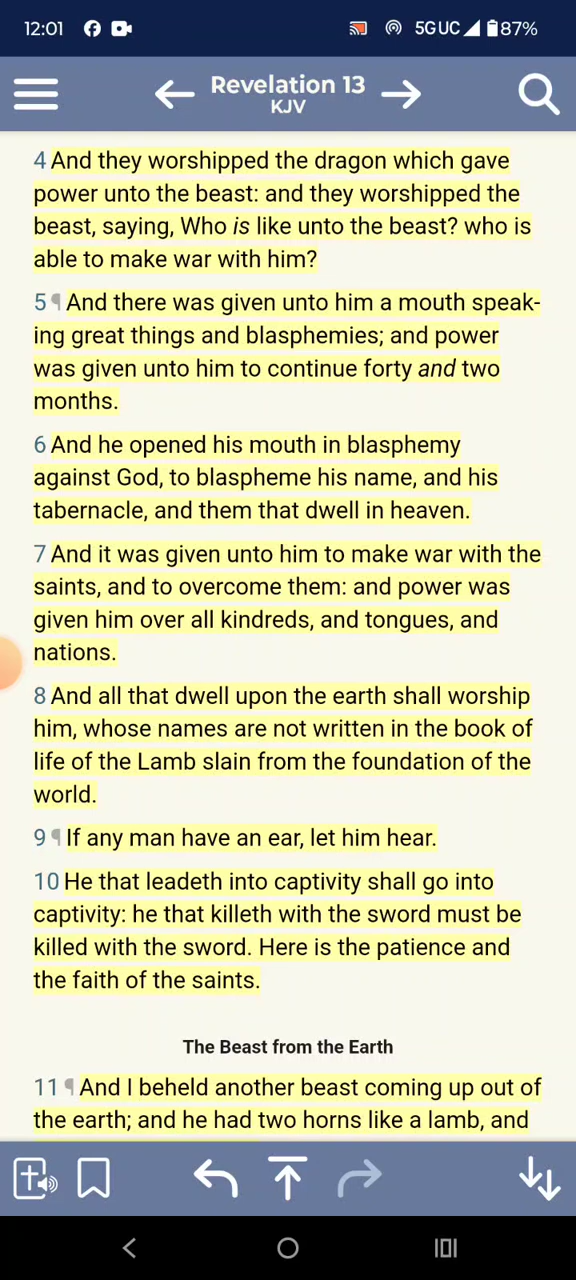 12:01 5GUC 87%
Revelation 13
KJV
4 And they worshipped the dragon which gave
power unto the beast: and they worshipped the
beast, saying, Who is like unto the beast? who is
able to make war with him?
5 ¶ And there was given unto him a mouth speak-
ing great things and blasphemies; and power
was given unto him to continue forty and two
months.
6 And he opened his mouth in blasphemy
against God, to blaspheme his name, and his
tabernacle, and them that dwell in heaven.
7 And it was given unto him to make war with the
saints, and to overcome them: and power was
given him over all kindreds, and tongues, and
nations.
8 And all that dwell upon the earth shall worship
him, whose names are not written in the book of
life of the Lamb slain from the foundation of the
world.
9 ¶ If any man have an ear, let him hear.
10 He that leadeth into captivity shall go into
captivity: he that killeth with the sword must be
killed with the sword. Here is the patience and
the faith of the saints.
The Beast from the Earth
11 ¶ And I beheld another beast coming up out of
the earth; and he had two horns like a lamb, and